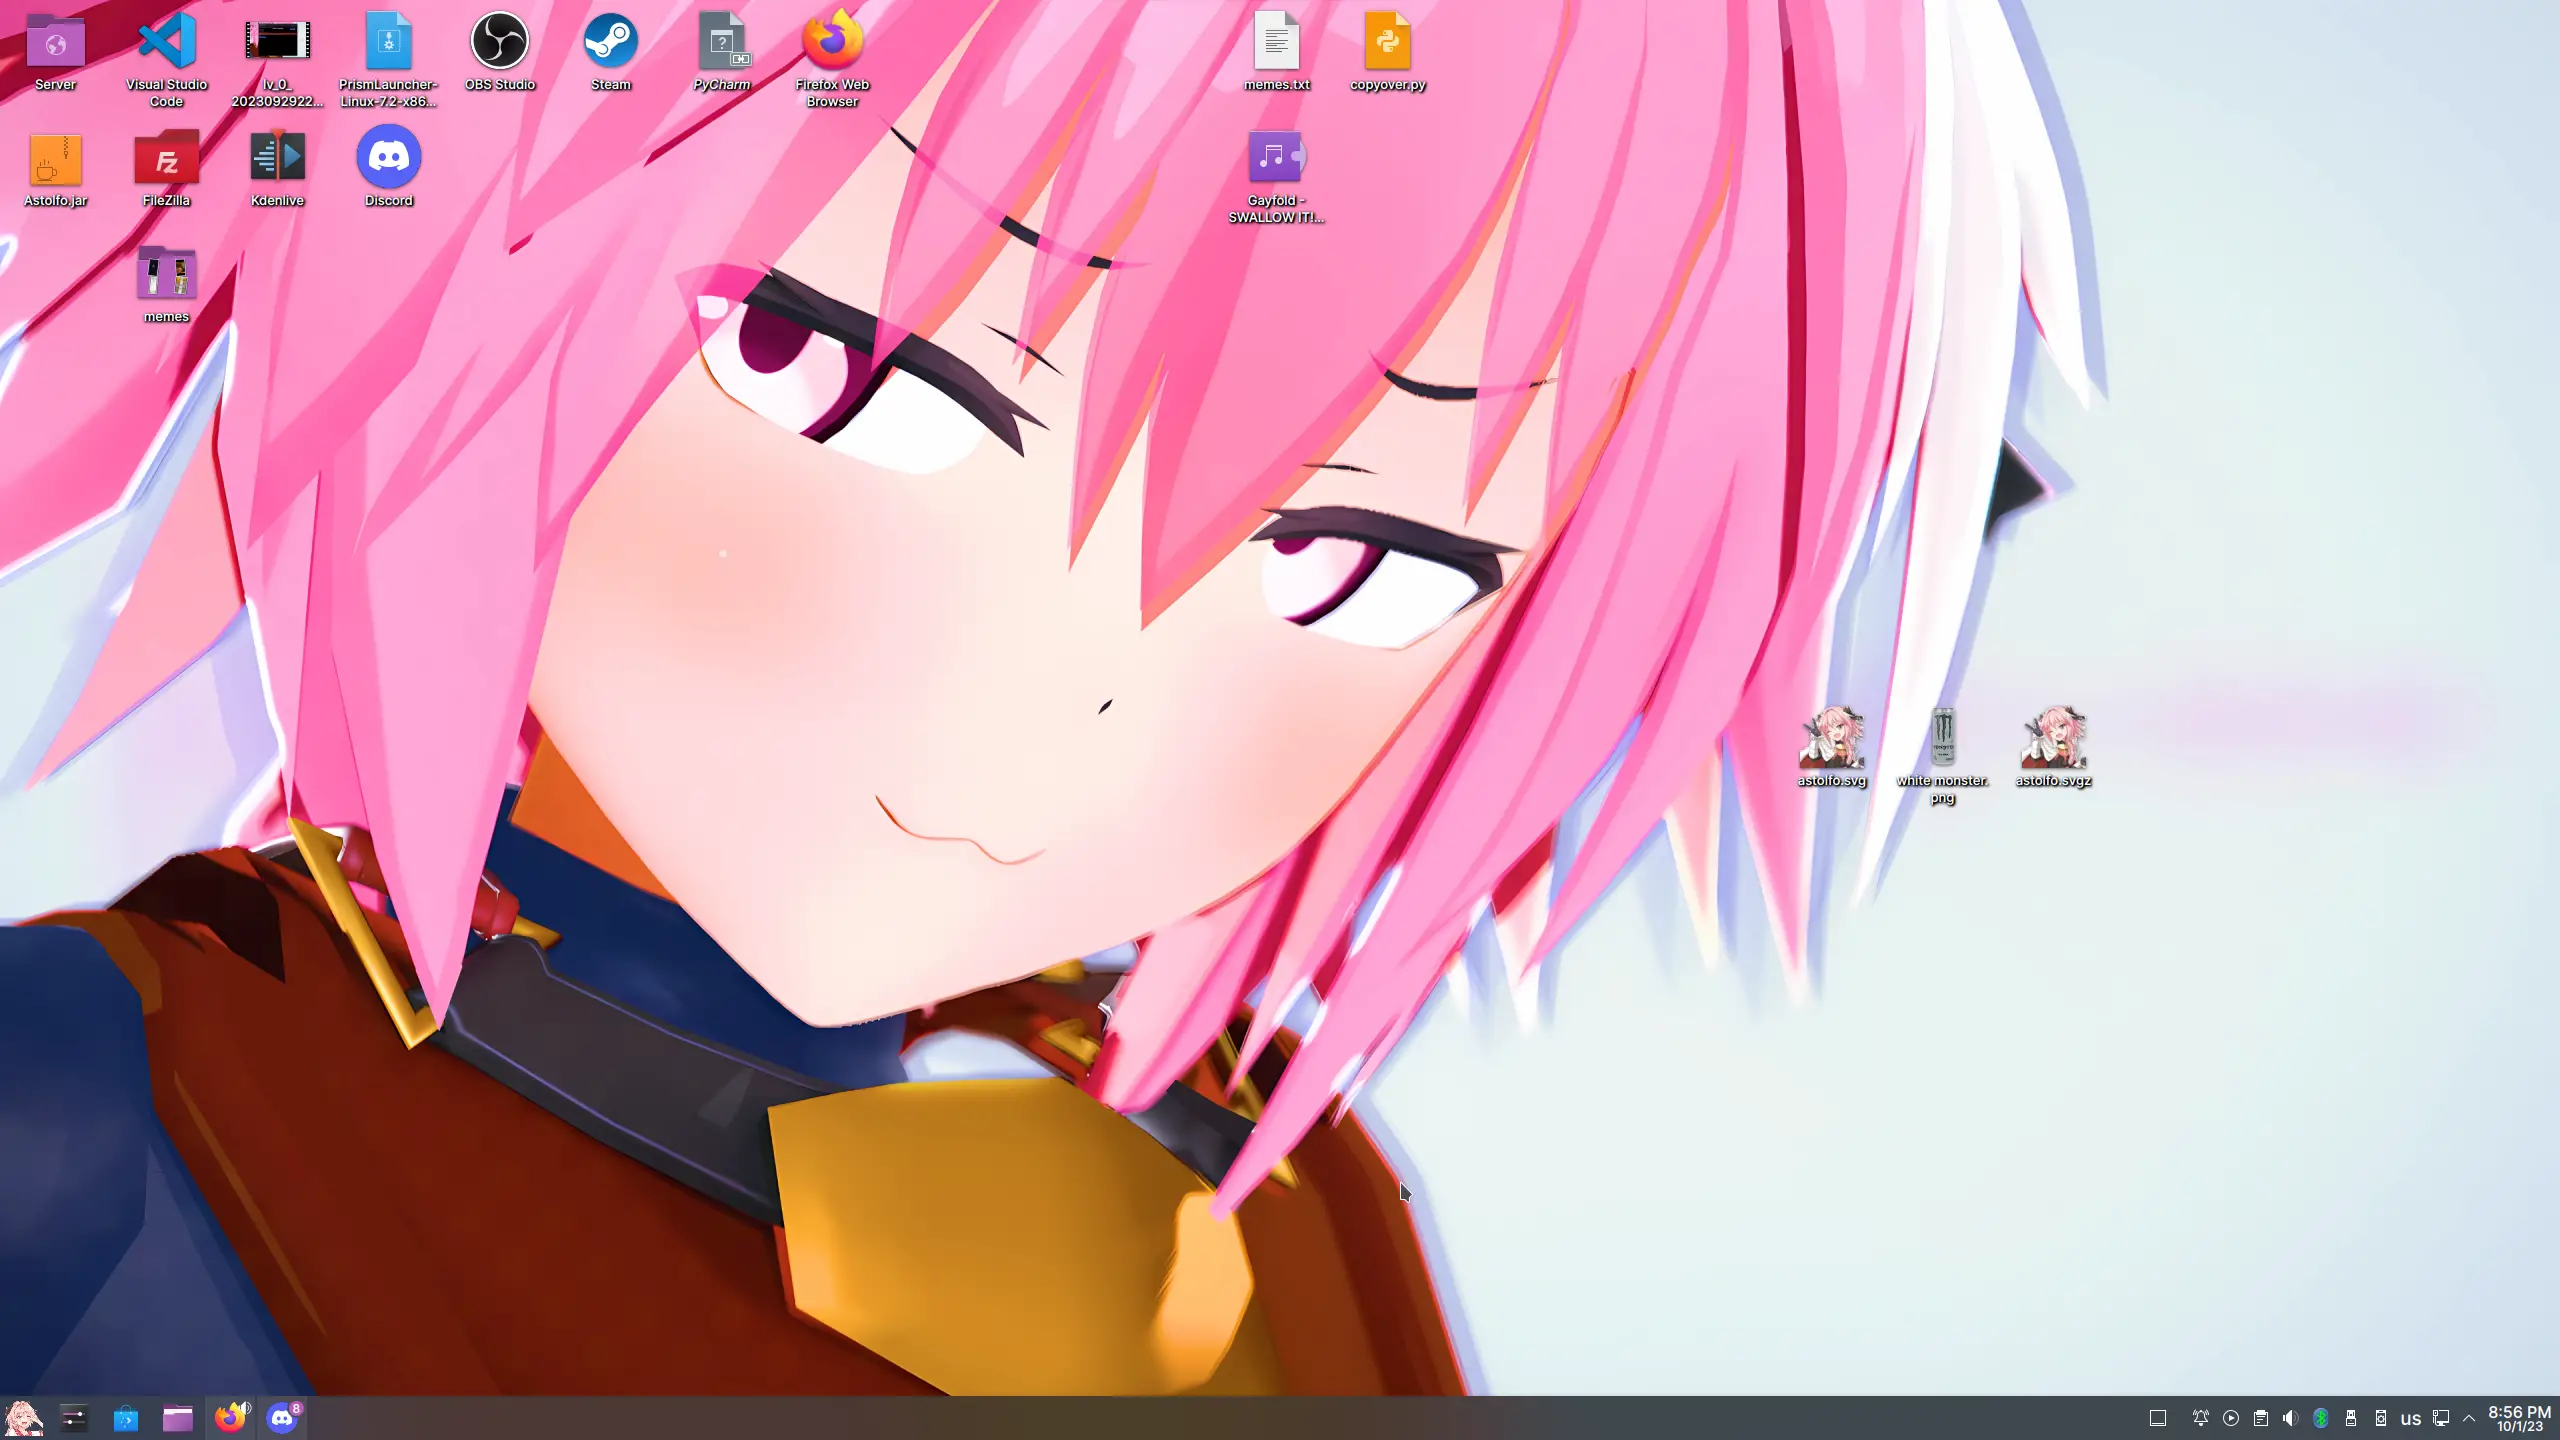 Server
Visual Studio
Code
lv_0_
2023092922...
PrismLauncher-
Linux-7.2-x86...
OBS Studio
Steam
PyCharm
Firefox Web
Browser
memes.txt
copyover.py
Astolfo.jar
FileZilla
Kdenlive
Discord
Gayfold -
SWALLOW IT!...
memes
astolfo.svg
white monster.
png
astolfo.svgz
8
us
8:56 PM
10/1/23